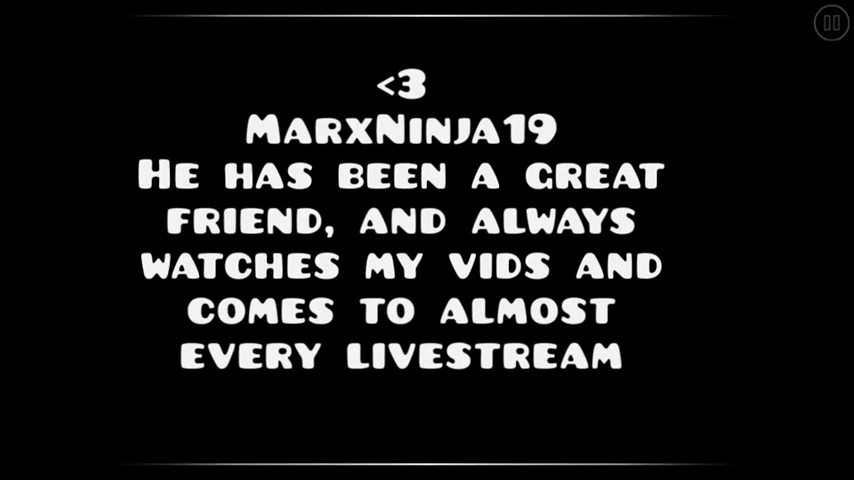 <3
MarxNinja19
He has been a great
friend, and always
watches my vids and
comes to almost
every livestream